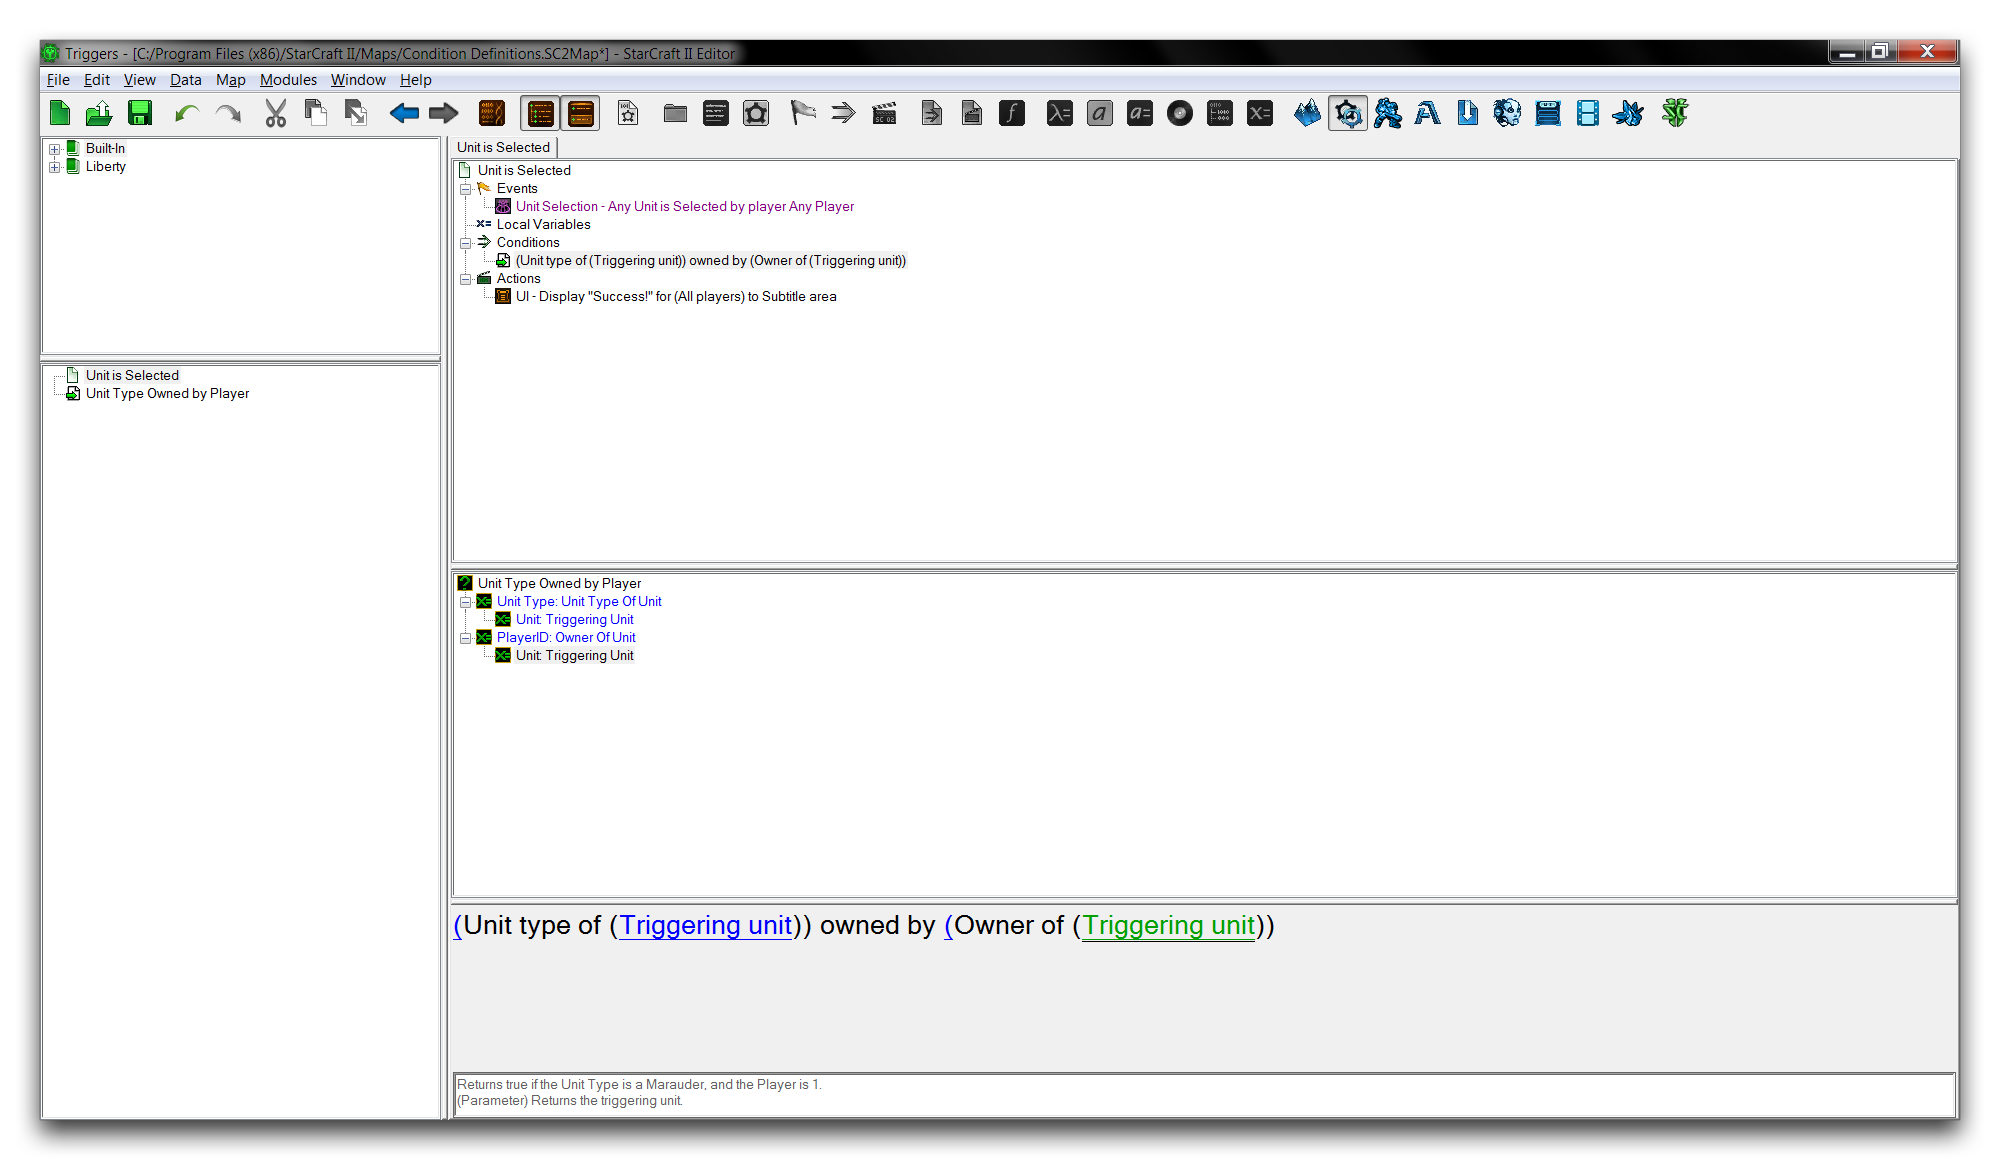 Triggers - [C:/Program Files (x86)/StarCraft II/Maps/Condition Definitions.SC2Map*] - StarCraft II Editor
File Edit View Data Map Modules Window Help
Built-In
Liberty
Unit is Selected
Unit Type Owned by Player
Unit is Selected
Unit is Selected
Events
Unit Selection - Any Unit is Selected by player Any Player
Local Variables
Conditions
(Unit type of (Triggering unit)) owned by (Owner of (Triggering unit))
Actions
UI - Display "Success!" for (All players) to Subtitle area
Unit Type Owned by Player
Unit Type: Unit Type Of Unit
Unit: Triggering Unit
PlayerID: Owner Of Unit
Unit: Triggering Unit
(Unit type of (Triggering unit)) owned by (Owner of (Triggering unit))
Returns true if the Unit Type is a Marauder, and the Player is 1.
(Parameter) Returns the triggering unit.